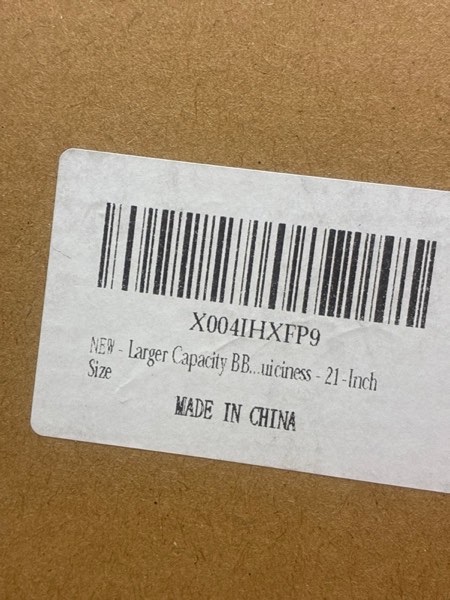 X004IHXFP9
NEW - Larger Capacity BB...uiciness - 21-Inch
Size
MADE IN CHINA